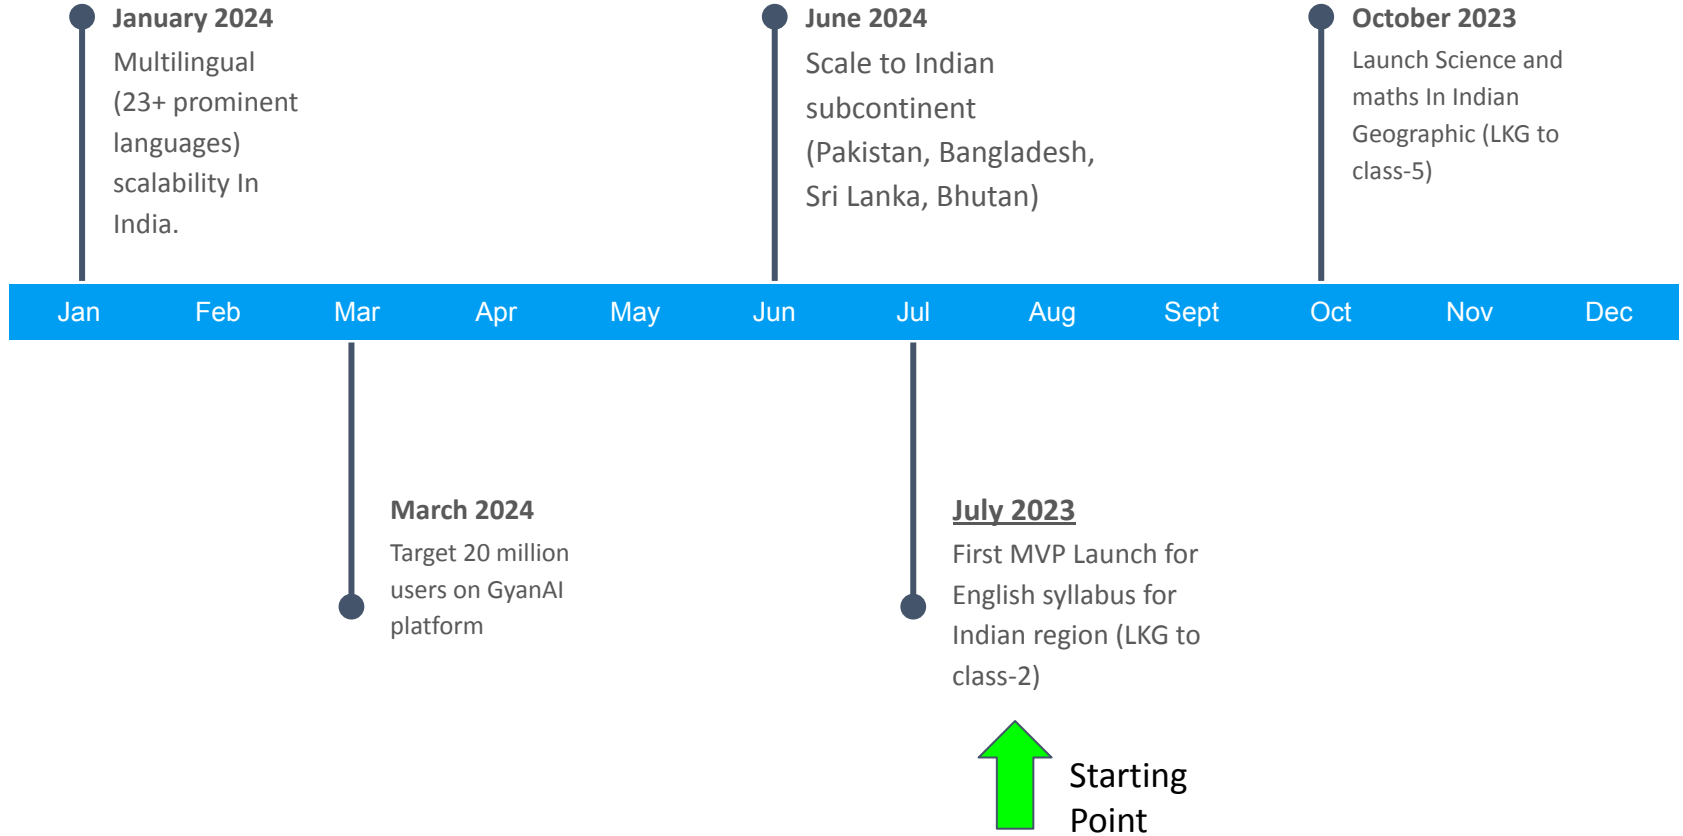 January 2024
Multilingual
(23+ prominent
languages)
scalability In
India.
June 2024
Scale to Indian
subcontinent
(Pakistan, Bangladesh,
Sri Lanka, Bhutan)
October 2023
Launch Science and
maths In Indian
Geographic (LKG to
class-5)
Jan Feb Mar Apr May Jun Jul Aug Sept Oct Nov Dec
March 2024
Target 20 million
users on GyanAI
platform
July 2023
First MVP Launch for
English syllabus for
Indian region (LKG to
class-2)
Starting
Point